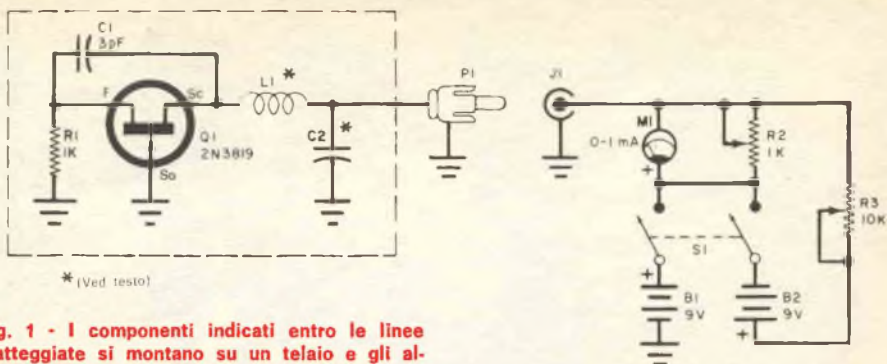 C1
3pF
F
Sc
L1 *
P1
J1
R1
1K
Q1
2N3819
So
C2 *
M1
0-1 mA
+
R2
1K
R3
10K
S1
+
B1
9V
B2
9V
+
* (Ved testo)
g. 1 - I componenti indicati entro le linee
atteggiate si montano su un telaio e gli al-